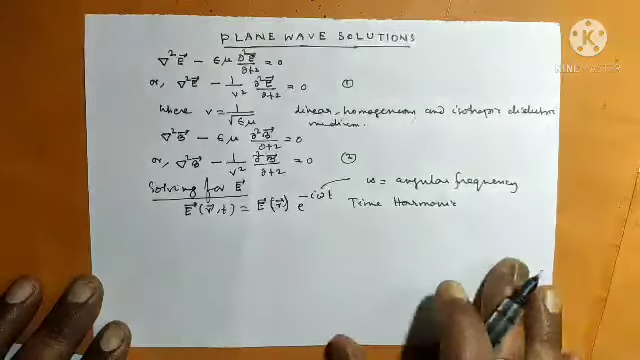 PLANE WAVE SOLUTIONS
∇²E⃗ − εμ ∂²E⃗/∂t² = 0
or, ∇²E⃗ − 1/v² ∂²E⃗/∂t² = 0 ①
where v = 1/√εμ linear, homogeneous and isotropic dielectric
medium.
∇²B⃗ − εμ ∂²B⃗/∂t² = 0
or, ∇²B⃗ − 1/v² ∂²B⃗/∂t² = 0 ②
Solving for E⃗ ω = angular frequency
E⃗(r⃗,t) = E⃗(r⃗) e^−iωt Time Harmonic
KINEMASTER